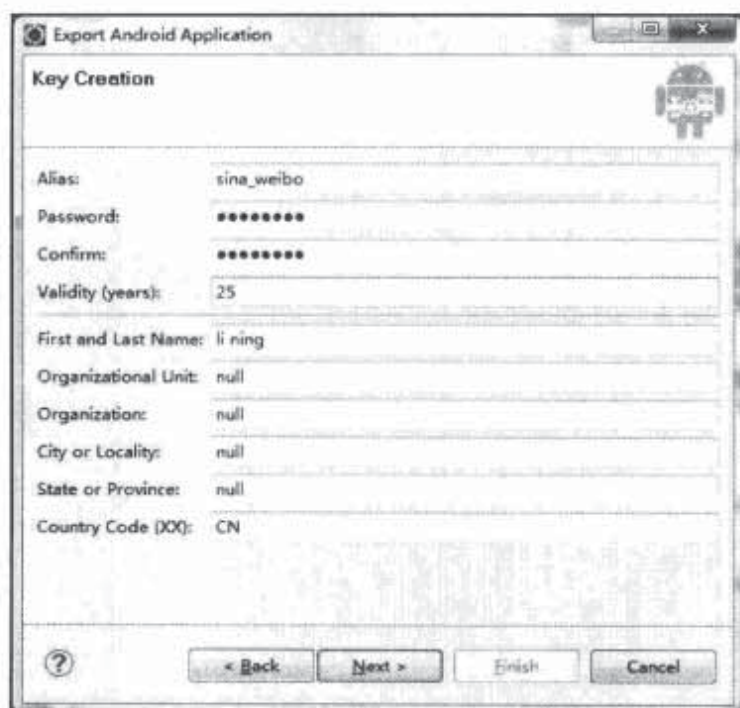 Export Android Application
Key Creation
Alias: sina_weibo
Password: ●●●●●●●●
Confirm: ●●●●●●●●
Validity (years): 25
First and Last Name: li ning
Organizational Unit: null
Organization: null
City or Locality: null
State or Province: null
Country Code (XX): CN
? < Back Next > Finish Cancel